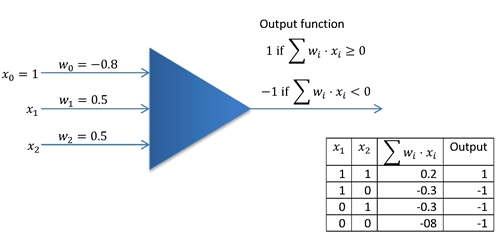 Output function
1 if ∑ wᵢ · xᵢ ≥ 0
−1 if ∑ wᵢ · xᵢ < 0
x₀ = 1 w₀ = −0.8
x₁ w₁ = 0.5
x₂ w₂ = 0.5
x₁ x₂ ∑ wᵢ · xᵢ Output
1 1 0.2 1
1 0 -0.3 -1
0 1 -0.3 -1
0 0 -08 -1